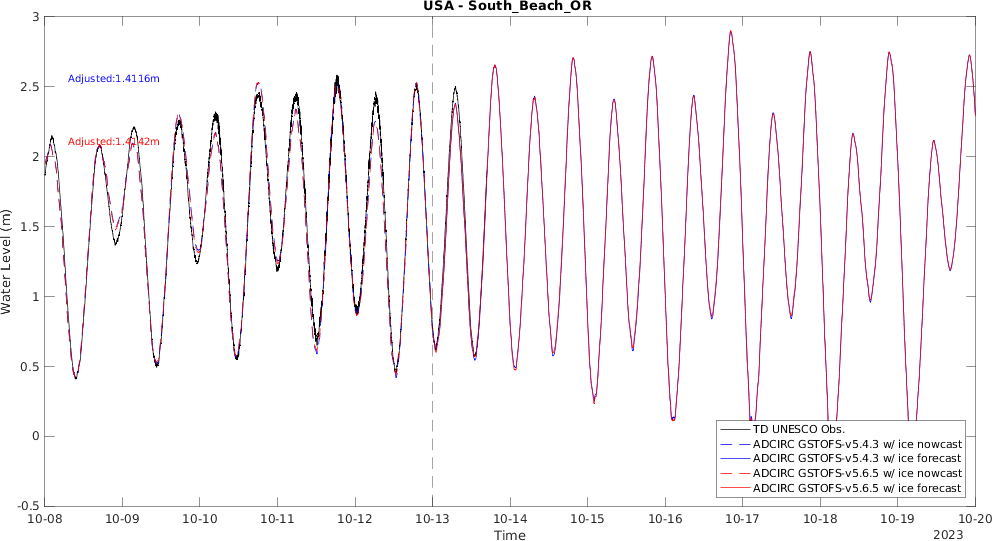 USA - South_Beach_OR
3
2.5
2
1.5
1
0.5
0
-0.5
Water Level (m)
Adjusted:1.4116m
Adjusted:1.4142m
TD UNESCO Obs.
ADCIRC GSTOFS-v5.4.3 w/ ice nowcast
ADCIRC GSTOFS-v5.4.3 w/ ice forecast
ADCIRC GSTOFS-v5.6.5 w/ ice nowcast
ADCIRC GSTOFS-v5.6.5 w/ ice forecast
10-08 10-09 10-10 10-11 10-12 10-13 10-14 10-15 10-16 10-17 10-18 10-19 10-20
Time
2023